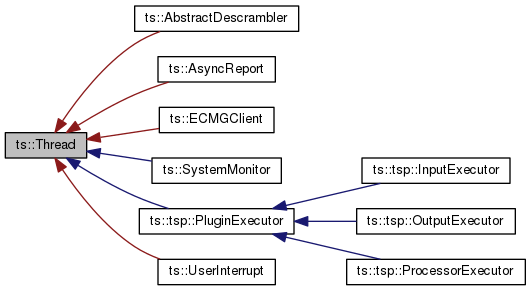 ts::AbstractDescrambler
ts::AsyncReport
ts::ECMGClient
ts::Thread
ts::SystemMonitor
ts::tsp::InputExecutor
ts::tsp::PluginExecutor
ts::tsp::OutputExecutor
ts::UserInterrupt
ts::tsp::ProcessorExecutor